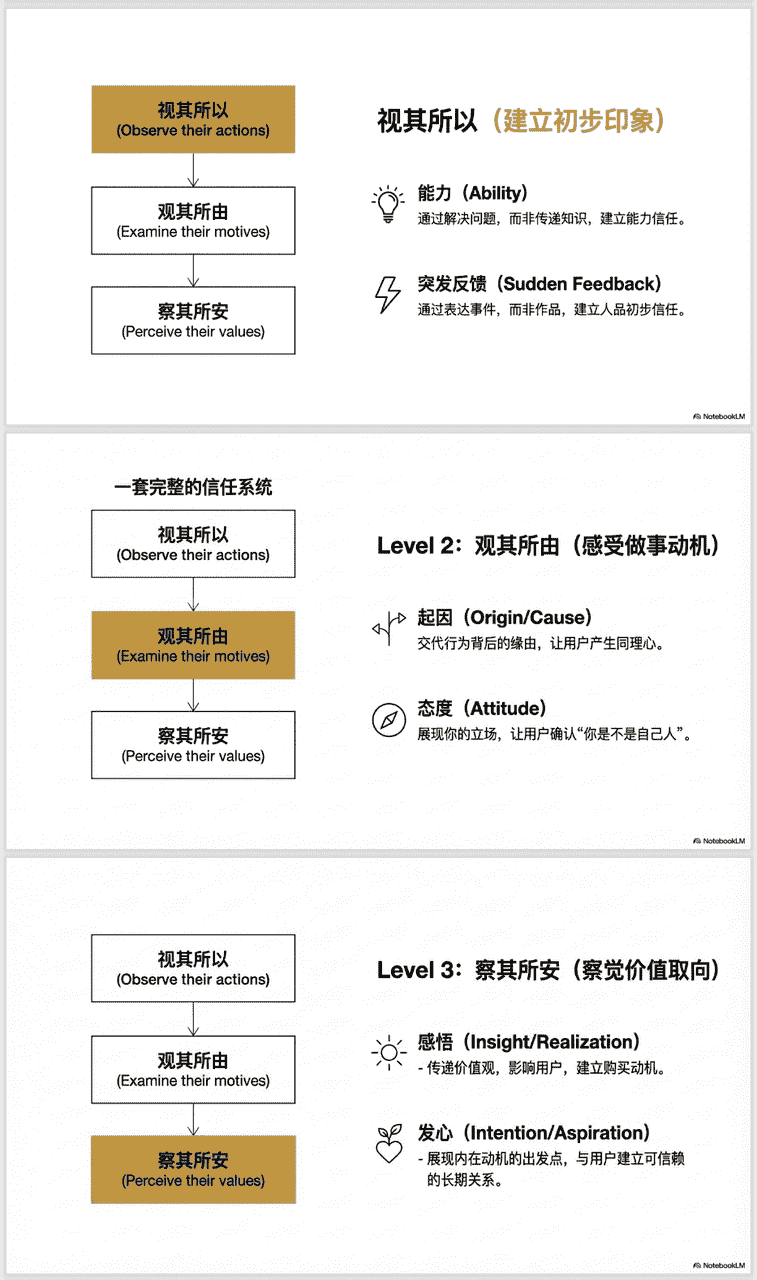 视其所以
(Observe their actions)
观其所由
(Examine their motives)
察其所安
(Perceive their values)
视其所以（建立初步印象）
能力（Ability）
通过解决问题，而非传递知识，建立能力信任。
突发反馈（Sudden Feedback）
通过表达事件，而非作品，建立人品初步信任。
NotebookLM
一套完整的信任系统
视其所以
(Observe their actions)
观其所由
(Examine their motives)
察其所安
(Perceive their values)
Level 2：观其所由（感受做事动机）
起因（Origin/Cause）
交代行为背后的缘由，让用户产生同理心。
态度（Attitude）
展现你的立场，让用户确认“你是不是自己人”。
NotebookLM
视其所以
(Observe their actions)
观其所由
(Examine their motives)
察其所安
(Perceive their values)
Level 3：察其所安（察觉价值取向）
感悟（Insight/Realization）
- 传递价值观，影响用户，建立购买动机。
发心（Intention/Aspiration）
- 展现内在动机的出发点，与用户建立可信赖
的长期关系。
NotebookLM